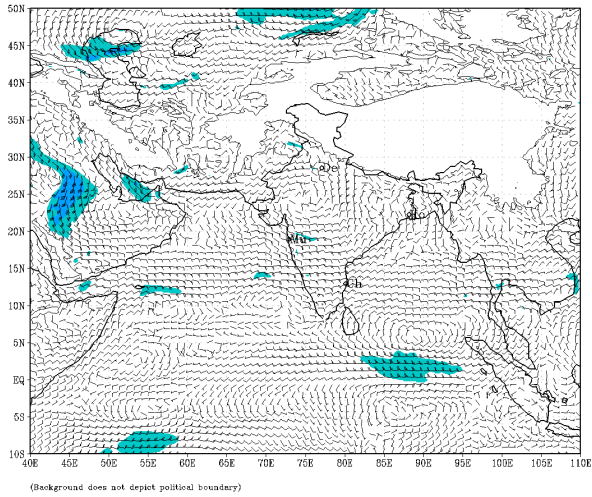 50N
45N
40N
35N
30N
25N
20N
15N
10N
5N
EQ
5S
10S
De
Mu
Ch
40E 45E 50E 55E 60E 65E 70E 75E 80E 85E 90E 95E 100E 105E 110E
(Background does not depict political boundary)